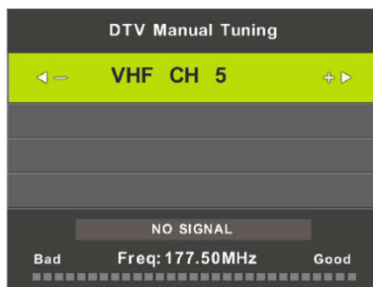 DTV Manual Tuning
VHF CH 5
NO SIGNAL
Bad Freq:177.50MHz Good